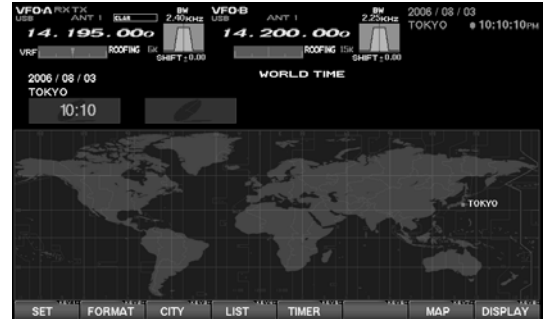 VFO-A RX TX BW VFO-B BW 2006 / 08 / 03
USB ANT 1 CLAR 2.40KHZ USB ANT 1 2.25KHZ TOKYO 10:10:10PM
14. 195. 000 14. 200. 000
VRF ROOFING 6K ROOFING 15K
SHIFT ± 0.00 SHIFT ± 0.00
WORLD TIME
2006 / 08 / 03
TOKYO
10:10
TOKYO
SET FORMAT CITY LIST TIMER MAP DISPLAY